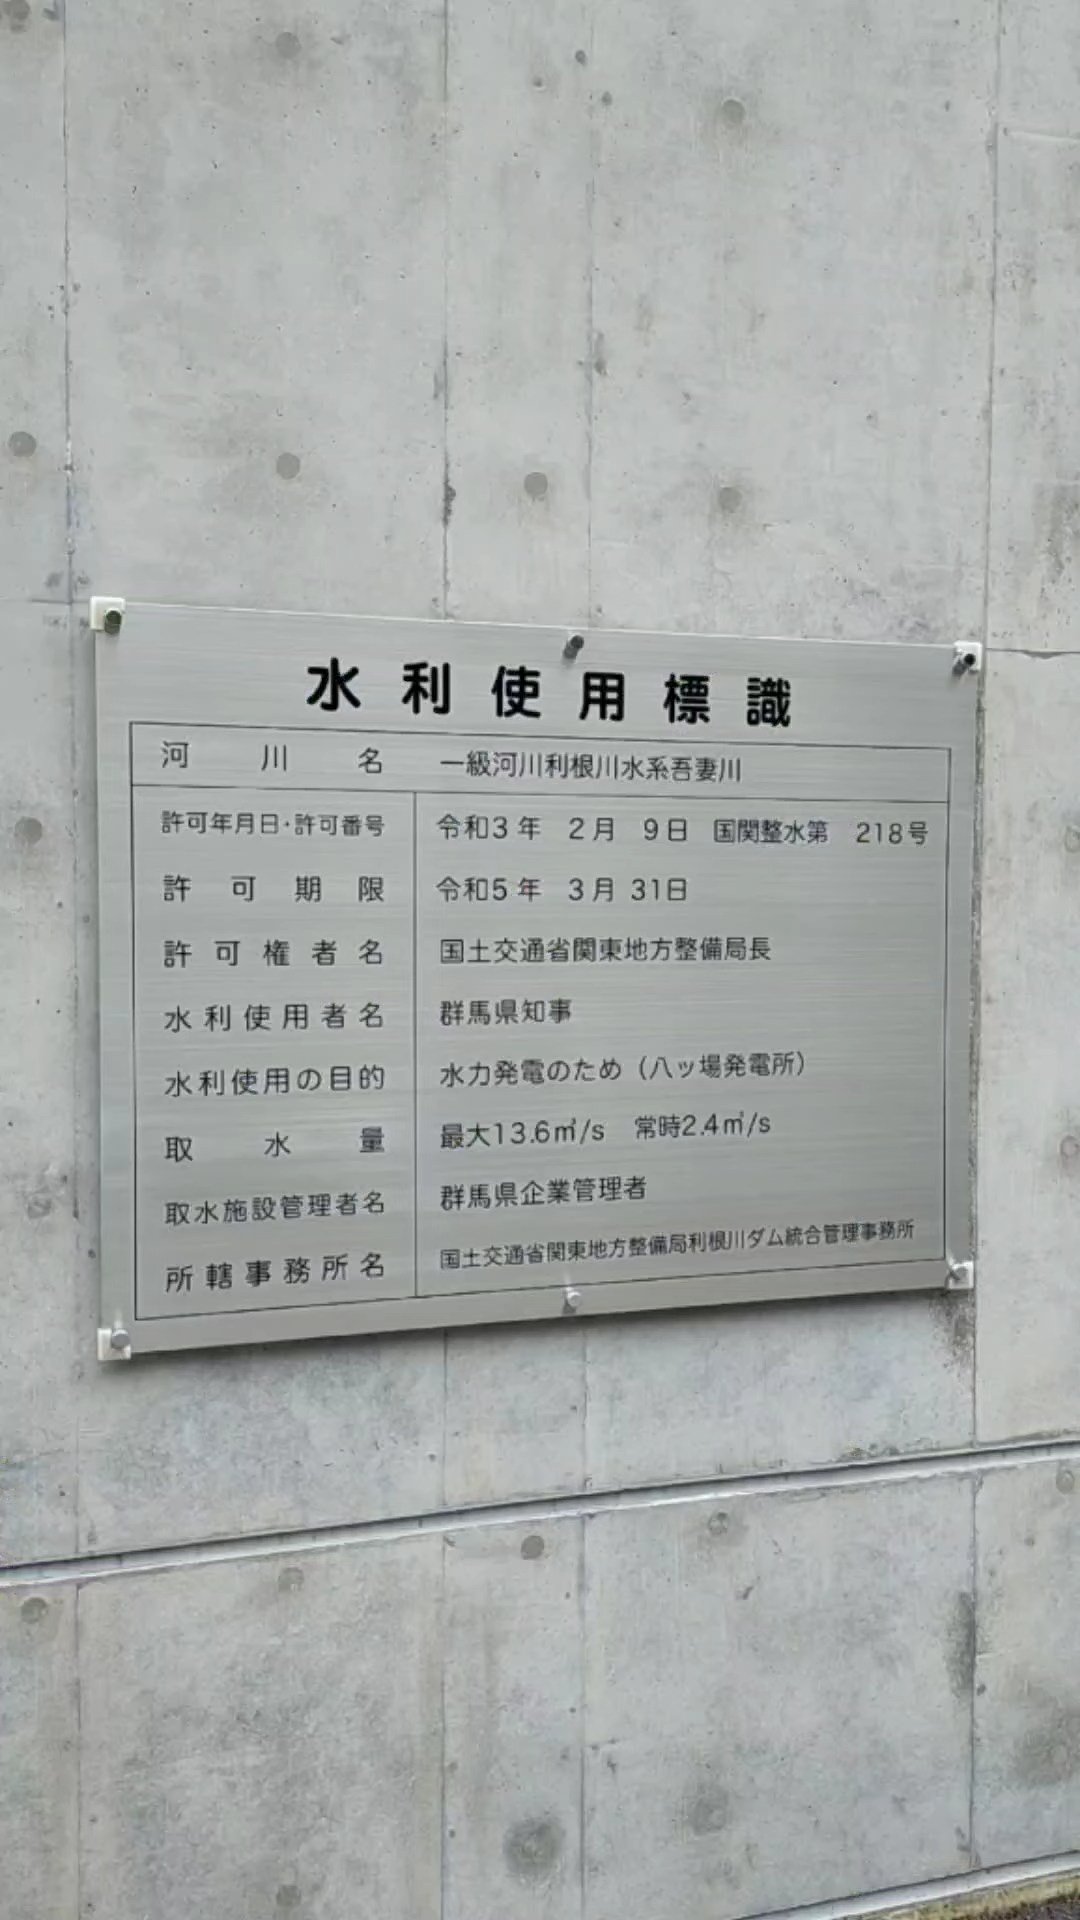 水利使用標識
河川名 一級河川利根川水系吾妻川
許可年月日・許可番号 令和3年 2月 9日 国関整水第 218号
許可期限 令和5年 3月 31日
許可権者名 国土交通省関東地方整備局長
水利使用者名 群馬県知事
水利使用の目的 水力発電のため（八ッ場発電所）
取水量 最大13.6㎥/s 常時2.4㎥/s
取水施設管理者名 群馬県企業管理者
所轄事務所名 国土交通省関東地方整備局利根川ダム統合管理事務所